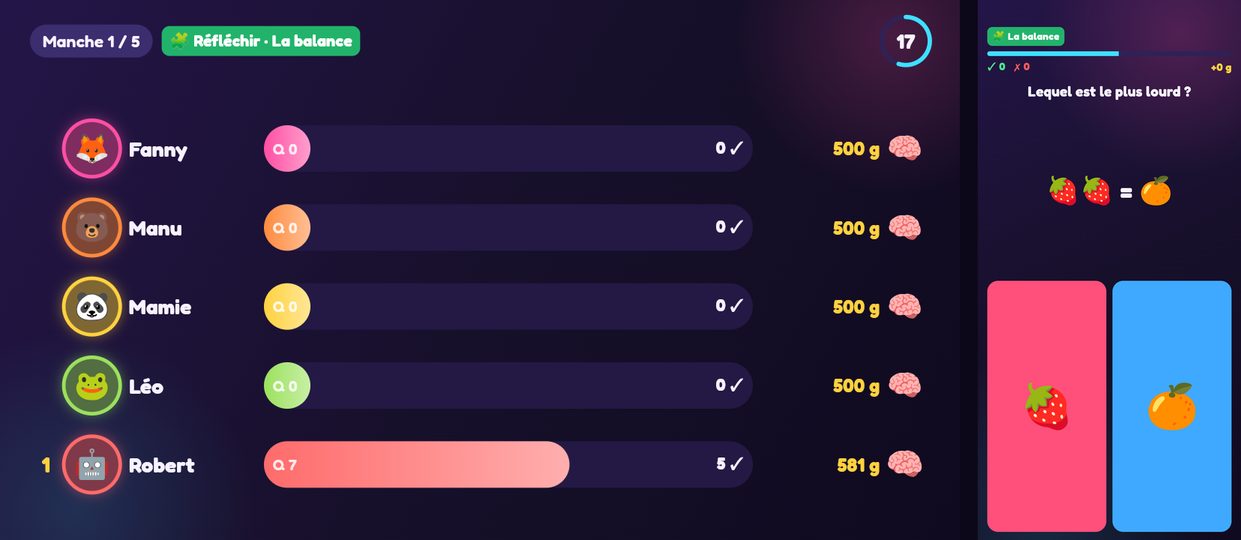 Manche 1 / 5
Réfléchir · La balance
17
Fanny
Q 0
0 ✓
500 g
Manu
Q 0
0 ✓
500 g
Mamie
Q 0
0 ✓
500 g
Léo
Q 0
0 ✓
500 g
1
Robert
Q 7
5 ✓
581 g
La balance
✓ 0 ✗ 0
+0 g
Lequel est le plus lourd ?
=